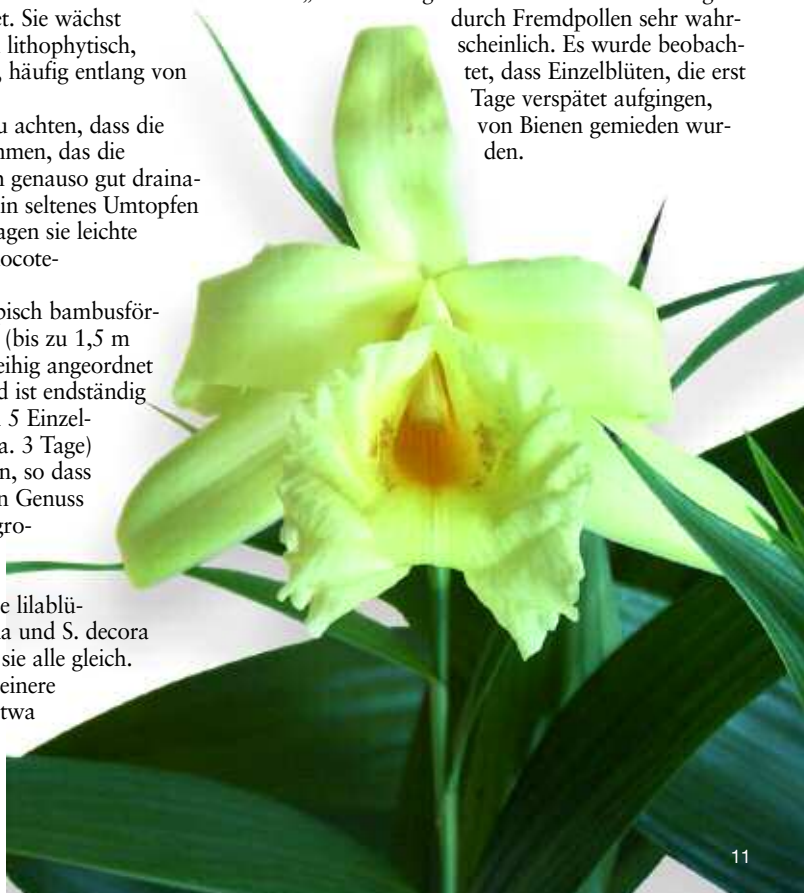 et. Sie wächst
lithophytisch,
, häufig entlang von
u achten, dass die
mmen, das die
n genauso gut draina-
in seltenes Umtopfen
agen sie leichte
ocote-
pisch bambusför-
(bis zu 1,5 m
eihig angeordnet
d ist endständig
5 Einzel-
a. 3 Tage)
n, so dass
n Genuss
gro-
e lilablü-
a und S. decora
sie alle gleich.
einere
twa
durch Fremdpollen sehr wahr-
scheinlich. Es wurde beobach-
tet, dass Einzelblüten, die erst
Tage verspätet aufgingen,
von Bienen gemieden wur-
den.
11